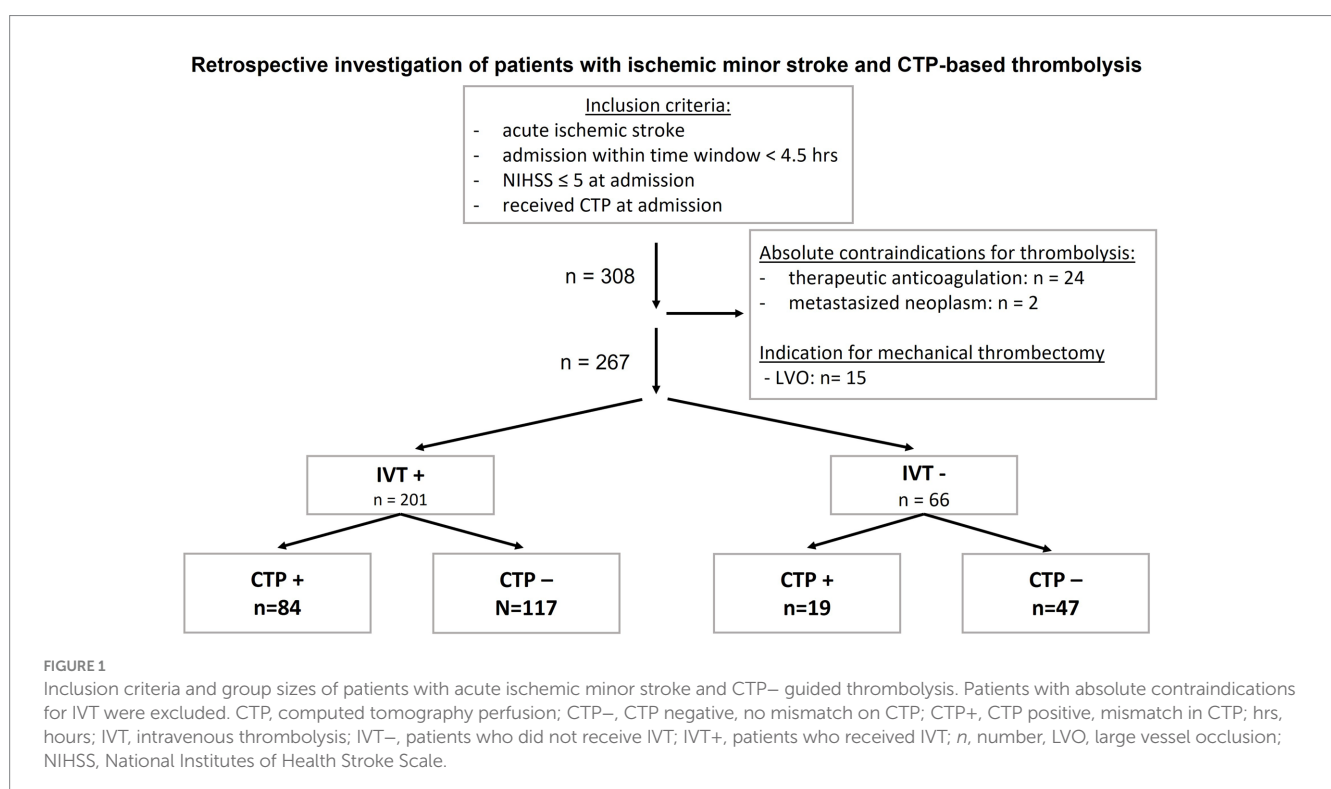 Retrospective investigation of patients with ischemic minor stroke and CTP-based thrombolysis
Inclusion criteria:
- acute ischemic stroke
- admission within time window < 4.5 hrs
- NIHSS ≤ 5 at admission
- received CTP at admission
n = 308
Absolute contraindications for thrombolysis:
- therapeutic anticoagulation: n = 24
- metastasized neoplasm: n = 2
Indication for mechanical thrombectomy
- LVO: n= 15
n = 267
IVT +
n = 201
IVT -
n = 66
CTP +
n=84
CTP –
N=117
CTP +
n=19
CTP –
n=47
FIGURE 1
Inclusion criteria and group sizes of patients with acute ischemic minor stroke and CTP− guided thrombolysis. Patients with absolute contraindications
for IVT were excluded. CTP, computed tomography perfusion; CTP−, CTP negative, no mismatch on CTP; CTP+, CTP positive, mismatch in CTP; hrs,
hours; IVT, intravenous thrombolysis; IVT−, patients who did not receive IVT; IVT+, patients who received IVT; n, number, LVO, large vessel occlusion;
NIHSS, National Institutes of Health Stroke Scale.